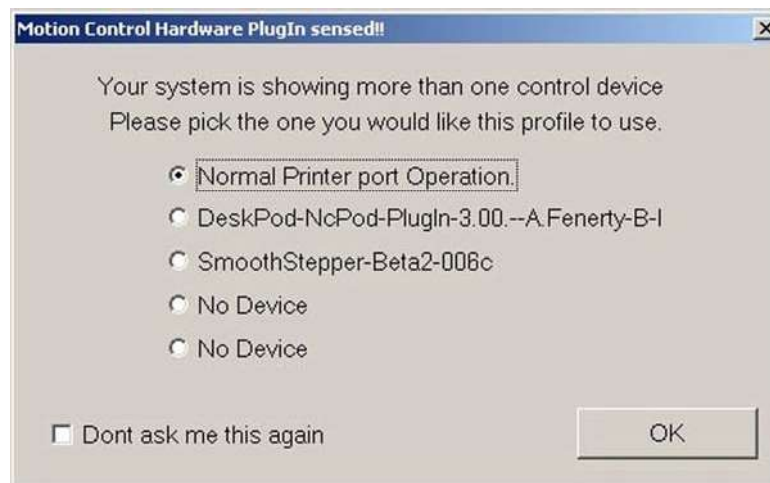 Motion Control Hardware PlugIn sensed!!
Your system is showing more than one control device
Please pick the one you would like this profile to use.
Normal Printer port Operation.
DeskPod-NcPod-PlugIn-3.00.--A.Fenerty-B-I
SmoothStepper-Beta2-006c
No Device
No Device
Dont ask me this again
OK